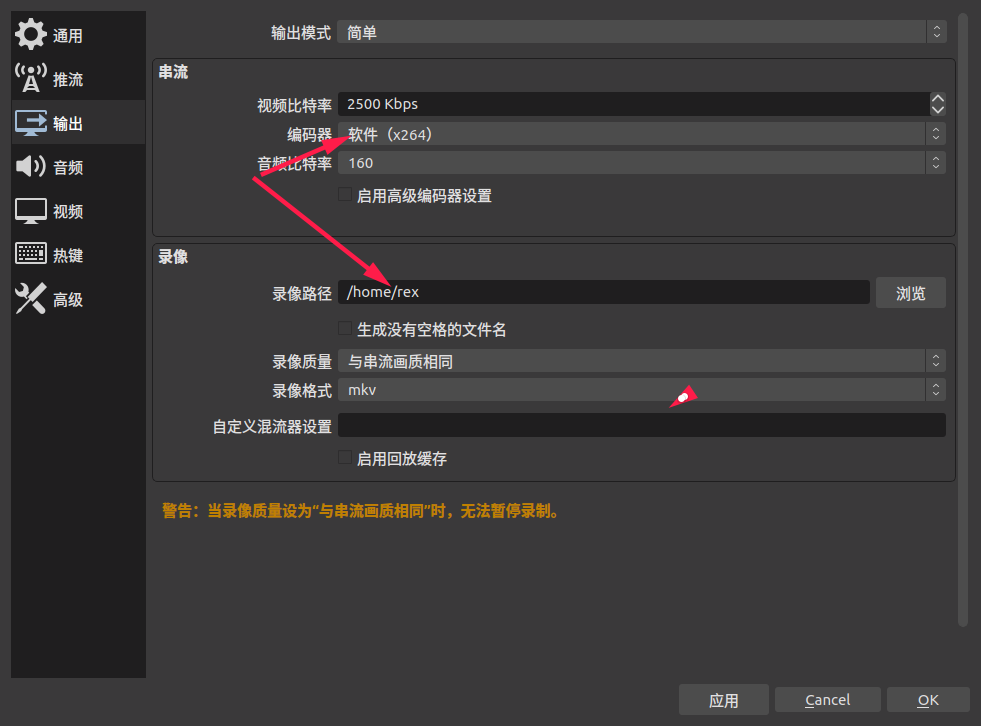 通用
推流
输出
音频
视频
热键
高级
输出模式 简单
串流
视频比特率 2500 Kbps
编码器 软件（x264）
音频比特率 160
启用高级编码器设置
录像
录像路径 /home/rex 浏览
生成没有空格的文件名
录像质量 与串流画质相同
录像格式 mkv
自定义混流器设置
启用回放缓存
警告：当录像质量设为“与串流画质相同”时，无法暂停录制。
应用 Cancel OK